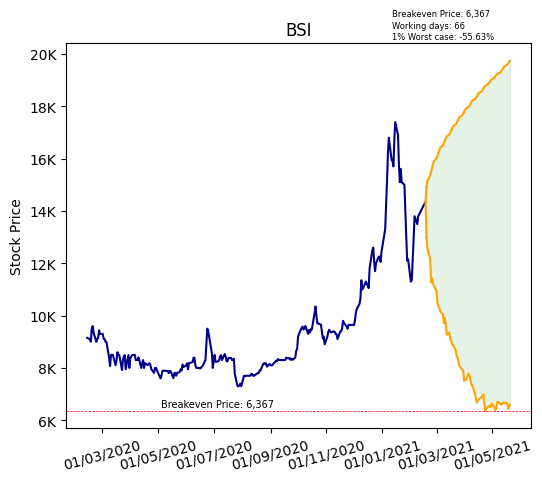 Breakeven Price: 6,367
Working days: 66
1% Worst case: -55.63%
BSI
20K
18K
16K
14K
12K
10K
8K
6K
Stock Price
Breakeven Price: 6,367
01/03/2020
01/05/2020
01/07/2020
01/09/2020
01/11/2020
01/01/2021
01/03/2021
01/05/2021